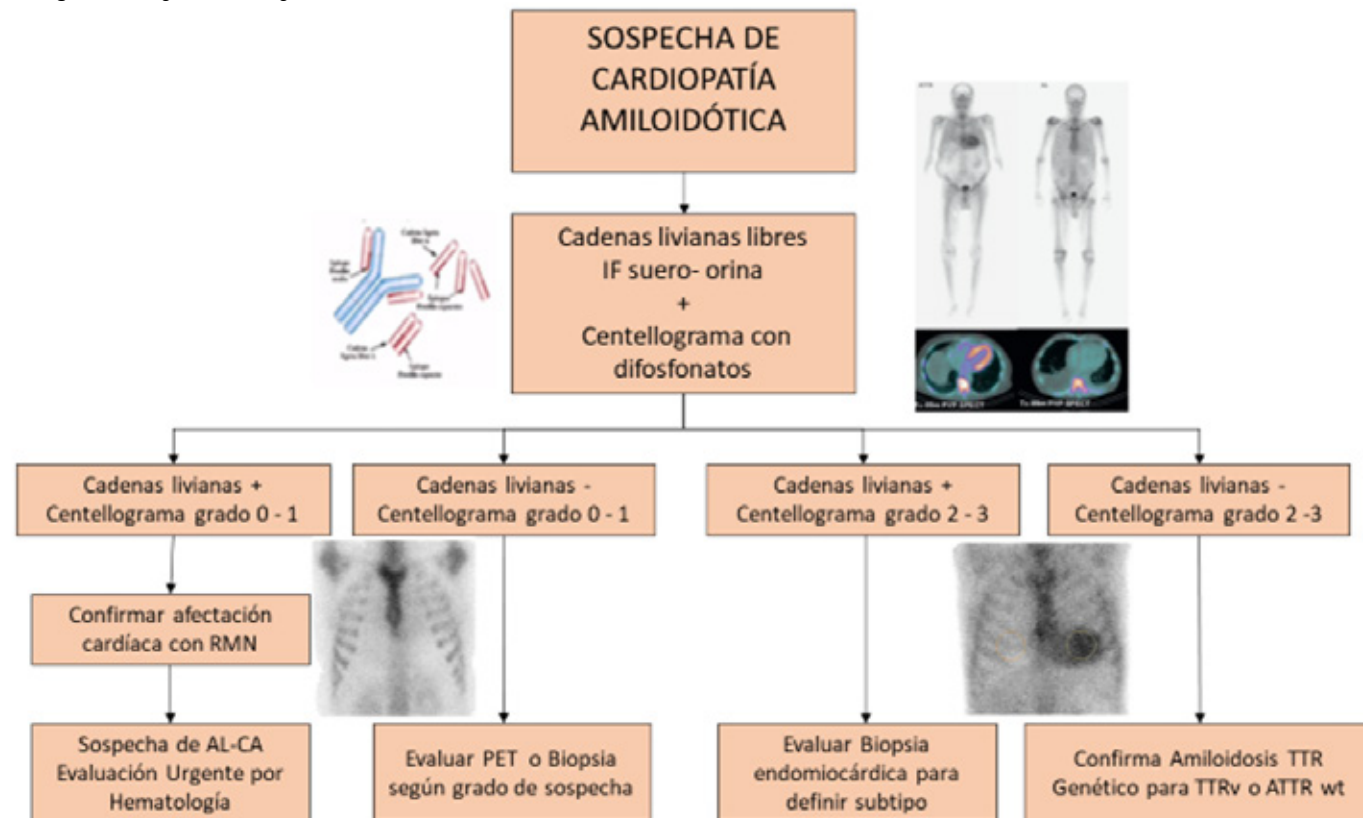 SOSPECHA DE
CARDIOPATÍA
AMILOIDÓTICA
Cadenas livianas libres
IF suero- orina
+
Centellograma con
difosfonatos
Cadenas livianas +
Centellograma grado 0 - 1
Cadenas livianas -
Centellograma grado 0 - 1
Cadenas livianas +
Centellograma grado 2 - 3
Cadenas livianas -
Centellograma grado 2 -3
Confirmar afectación
cardíaca con RMN
Sospecha de AL-CA
Evaluación Urgente por
Hematología
Evaluar PET o Biopsia
según grado de sospecha
Evaluar Biopsia
endomiocárdica para
definir subtipo
Confirma Amiloidosis TTR
Genético para TTRv o ATTR wt